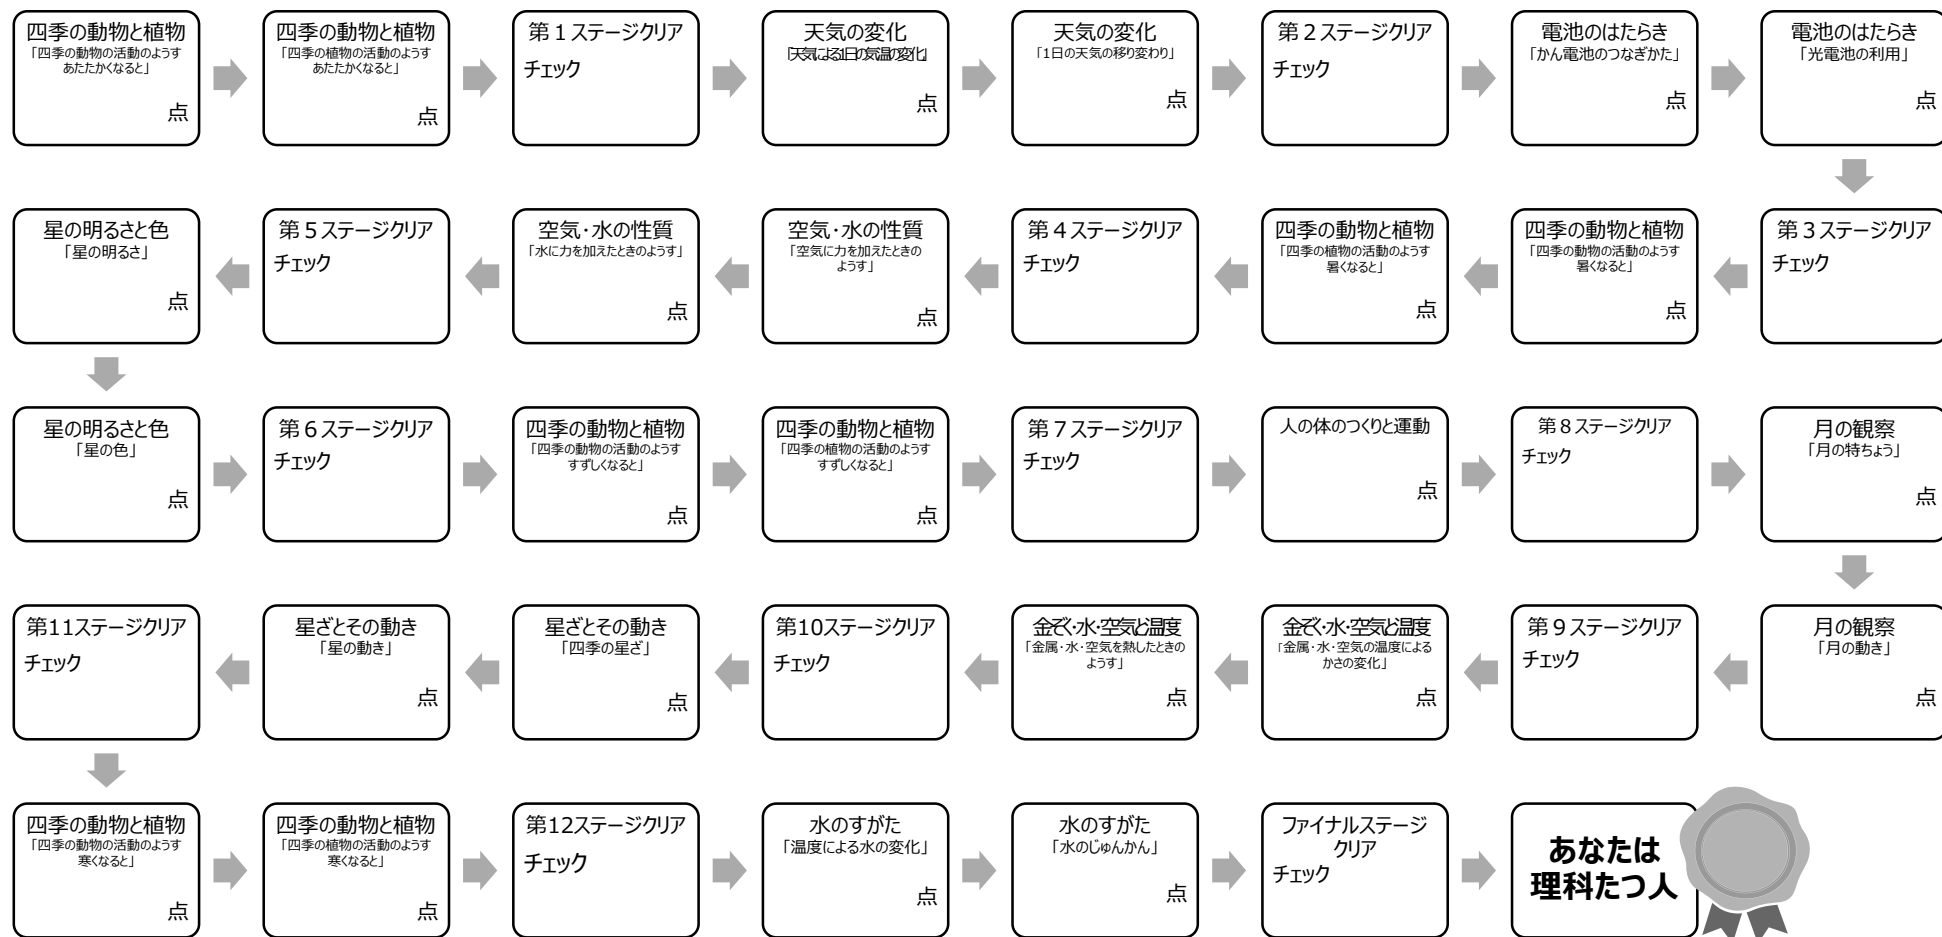 四季の動物と植物
「四季の動物の活動のようす
あたたかくなると」
点
四季の動物と植物
「四季の植物の活動のようす
あたたかくなると」
点
第1ステージクリア
チェック
天気の変化
「天気による1日の気温の変化」
点
天気の変化
「1日の天気の移り変わり」
点
第2ステージクリア
チェック
電池のはたらき
「かん電池のつなぎかた」
点
電池のはたらき
「光電池の利用」
点
第3ステージクリア
チェック
四季の動物と植物
「四季の動物の活動のようす
暑くなると」
点
四季の動物と植物
「四季の植物の活動のようす
暑くなると」
点
第4ステージクリア
チェック
空気・水の性質
「空気に力を加えたときの
ようす」
点
空気・水の性質
「水に力を加えたときのようす」
点
第5ステージクリア
チェック
星の明るさと色
「星の明るさ」
点
星の明るさと色
「星の色」
点
第6ステージクリア
チェック
四季の動物と植物
「四季の動物の活動のようす
すずしくなると」
点
四季の動物と植物
「四季の植物の活動のようす
すずしくなると」
点
第7ステージクリア
チェック
人の体のつくりと運動
点
第8ステージクリア
チェック
月の観察
「月の特ちょう」
点
月の観察
「月の動き」
点
第9ステージクリア
チェック
金ぞく・水・空気と温度
「金属・水・空気の温度による
かさの変化」
点
金ぞく・水・空気と温度
「金属・水・空気を熱したときの
ようす」
点
第10ステージクリア
チェック
星ざとその動き
「四季の星ざ」
点
星ざとその動き
「星の動き」
点
第11ステージクリア
チェック
四季の動物と植物
「四季の動物の活動のようす
寒くなると」
点
四季の動物と植物
「四季の植物の活動のようす
寒くなると」
点
第12ステージクリア
チェック
水のすがた
「温度による水の変化」
点
水のすがた
「水のじゅんかん」
点
ファイナルステージ
クリア
チェック
あなたは
理科たつ人